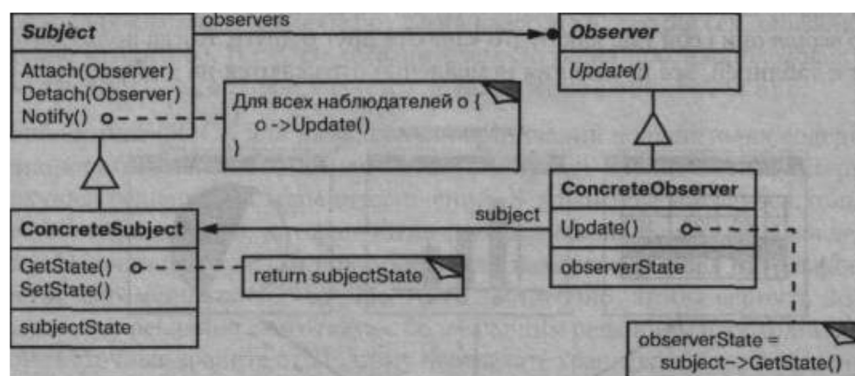 Subject
observers
Observer
Attach(Observer)
Detach(Observer)
Notify()
Update()
Для всех наблюдателей o {
o ->Update()
}
ConcreteObserver
subject
ConcreteSubject
Update()
GetState()
SetState()
return subjectState
observerState
subjectState
observerState =
subject->GetState()